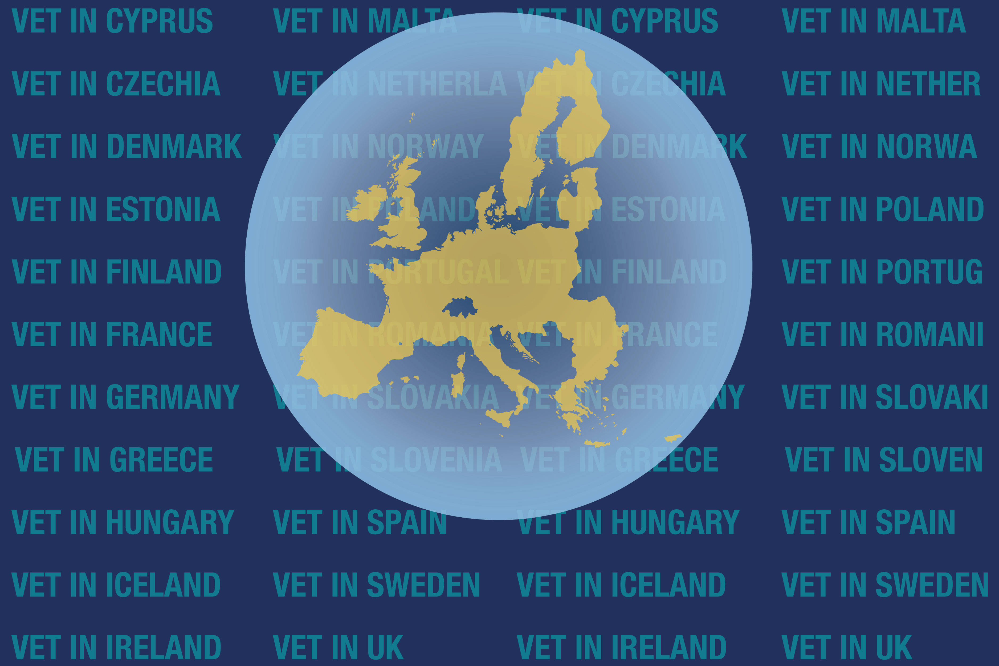 VET IN CYPRUS VET IN MALTA VET IN CYPRUS VET IN MALTA
VET IN CZECHIA VET IN NETHERLA VET IN CZECHIA VET IN NETHER
VET IN DENMARK VET IN NORWAY VET IN DENMARK VET IN NORWA
VET IN ESTONIA VET IN POLAND VET IN ESTONIA VET IN POLAND
VET IN FINLAND VET IN PORTUGAL VET IN FINLAND VET IN PORTUG
VET IN FRANCE VET IN ROMANIA VET IN FRANCE VET IN ROMANI
VET IN GERMANY VET IN SLOVAKIA VET IN GERMANY VET IN SLOVAKI
VET IN GREECE VET IN SLOVENIA VET IN GREECE VET IN SLOVEN
VET IN HUNGARY VET IN SPAIN VET IN HUNGARY VET IN SPAIN
VET IN ICELAND VET IN SWEDEN VET IN ICELAND VET IN SWEDEN
VET IN IRELAND VET IN UK VET IN IRELAND VET IN UK